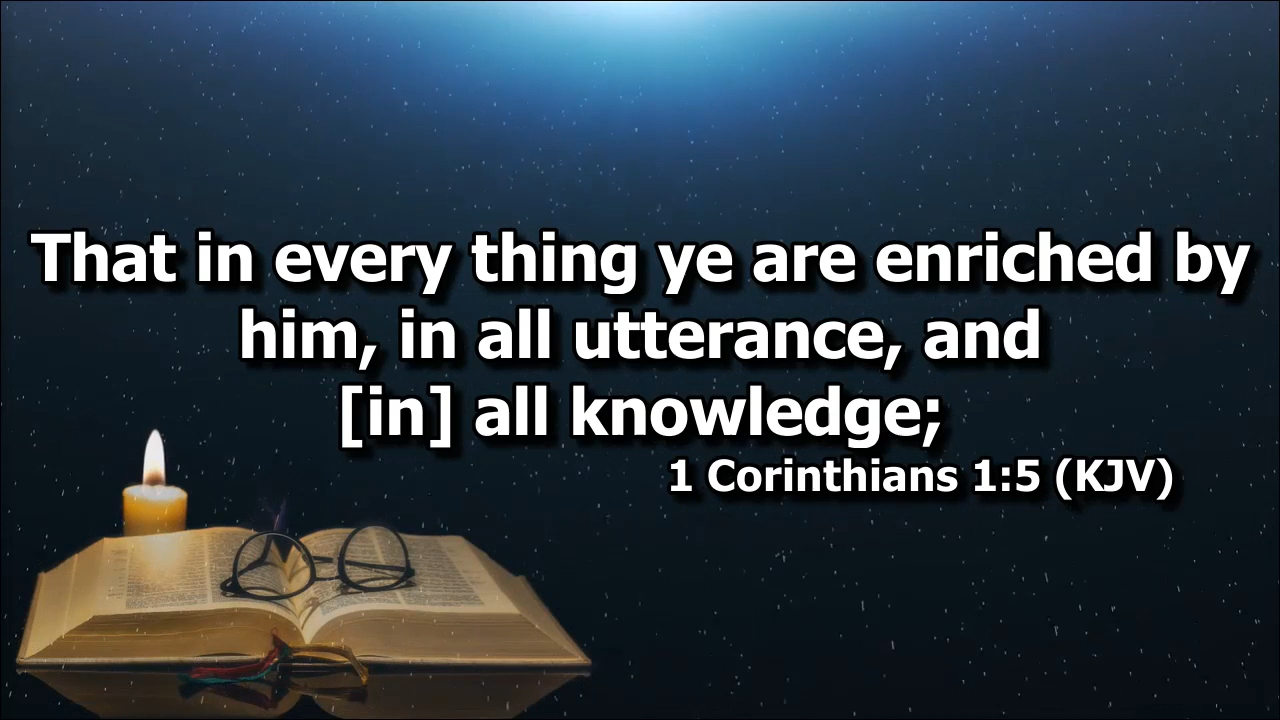 That in every thing ye are enriched by
him, in all utterance, and
[in] all knowledge;
1 Corinthians 1:5 (KJV)